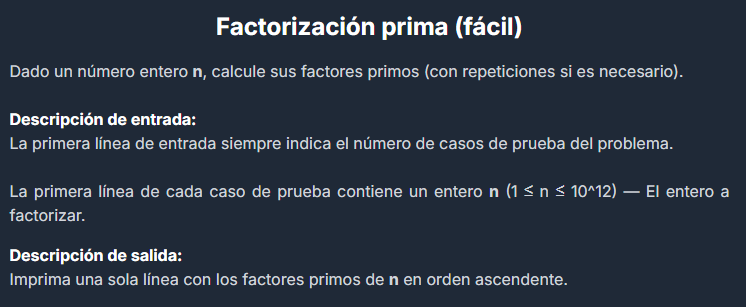 Factorización prima (fácil)
Dado un número entero n, calcule sus factores primos (con repeticiones si es necesario).
Descripción de entrada:
La primera línea de entrada siempre indica el número de casos de prueba del problema.
La primera línea de cada caso de prueba contiene un entero n (1 ≤ n ≤ 10^12) — El entero a
factorizar.
Descripción de salida:
Imprima una sola línea con los factores primos de n en orden ascendente.